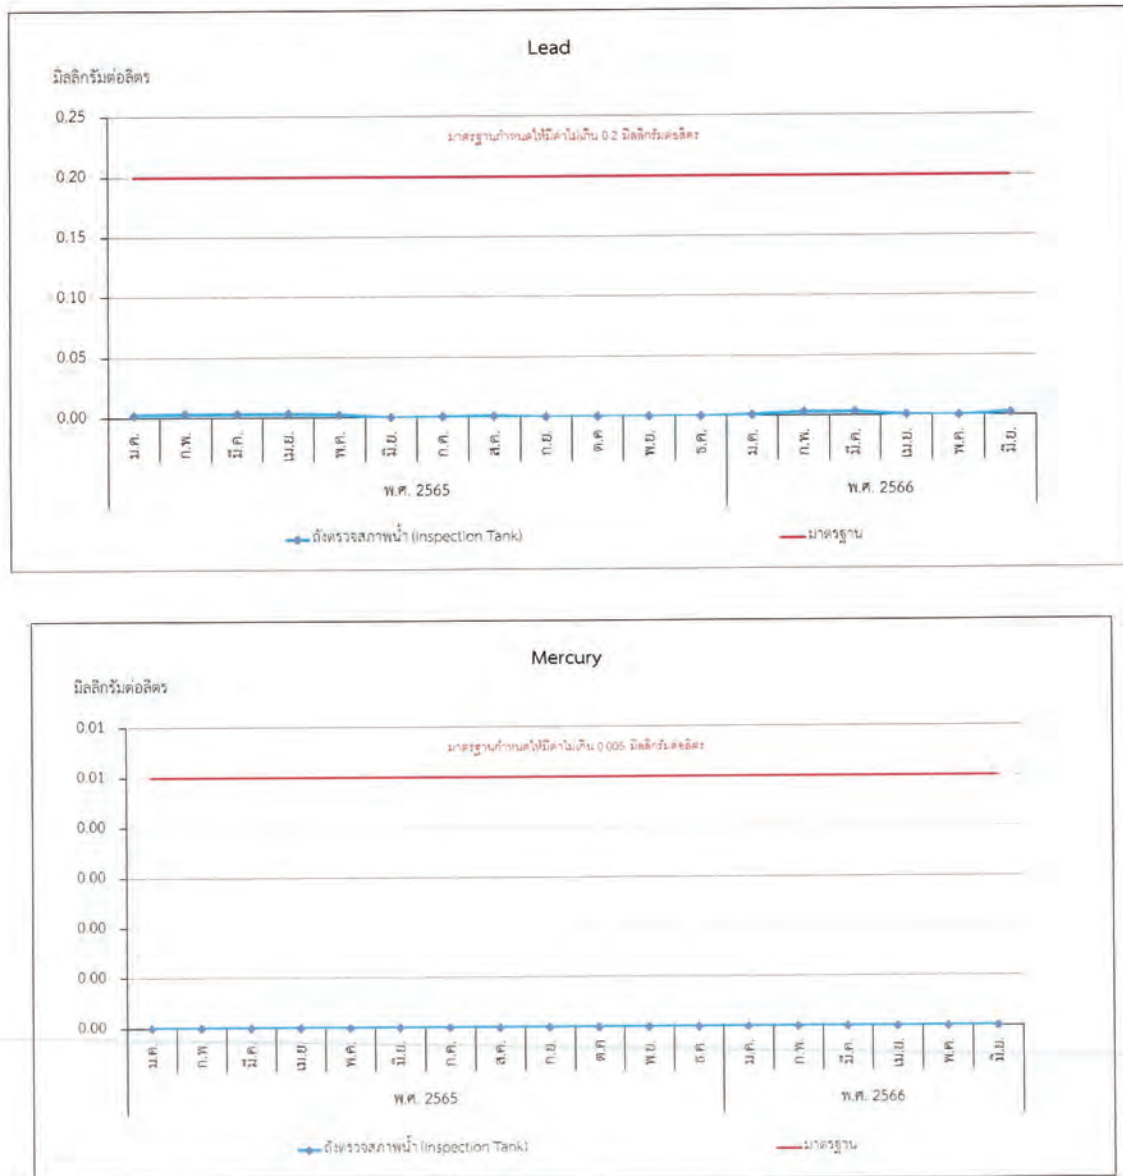 Lead
มิลลิกรัมต่อลิตร
0.25
มาตรฐานกำหนดให้มีค่าไม่เกิน 0.2 มิลลิกรัมต่อลิตร
0.20
0.15
0.10
0.05
0.00
ม.ค. ก.พ. มี.ค. เม.ย. พ.ค. มิ.ย. ก.ค. ส.ค. ก.ย. ต.ค พ.ย. ธ.ค. ม.ค. ก.พ. มี.ค. เม.ย. พ.ค. มิ.ย.
พ.ศ. 2565 พ.ศ. 2566
ถังตรวจสภาพน้ำ (Inspection Tank) มาตรฐาน
Mercury
มิลลิกรัมต่อลิตร
0.01
มาตรฐานกำหนดให้มีค่าไม่เกิน 0.005 มิลลิกรัมต่อลิตร
0.01
0.00
0.00
0.00
0.00
0.00
ม.ค. ก.พ มี.ค. เม.ย พ.ค. มิ.ย. ก.ค. ส.ค. ก.ย. ต.ค พ.ย. ธ.ค. ม.ค. ก.พ. มี.ค. เม.ย. พ.ค. มิ.ย.
พ.ศ. 2565 พ.ศ. 2566
ถังตรวจสภาพน้ำ (Inspection Tank) มาตรฐาน